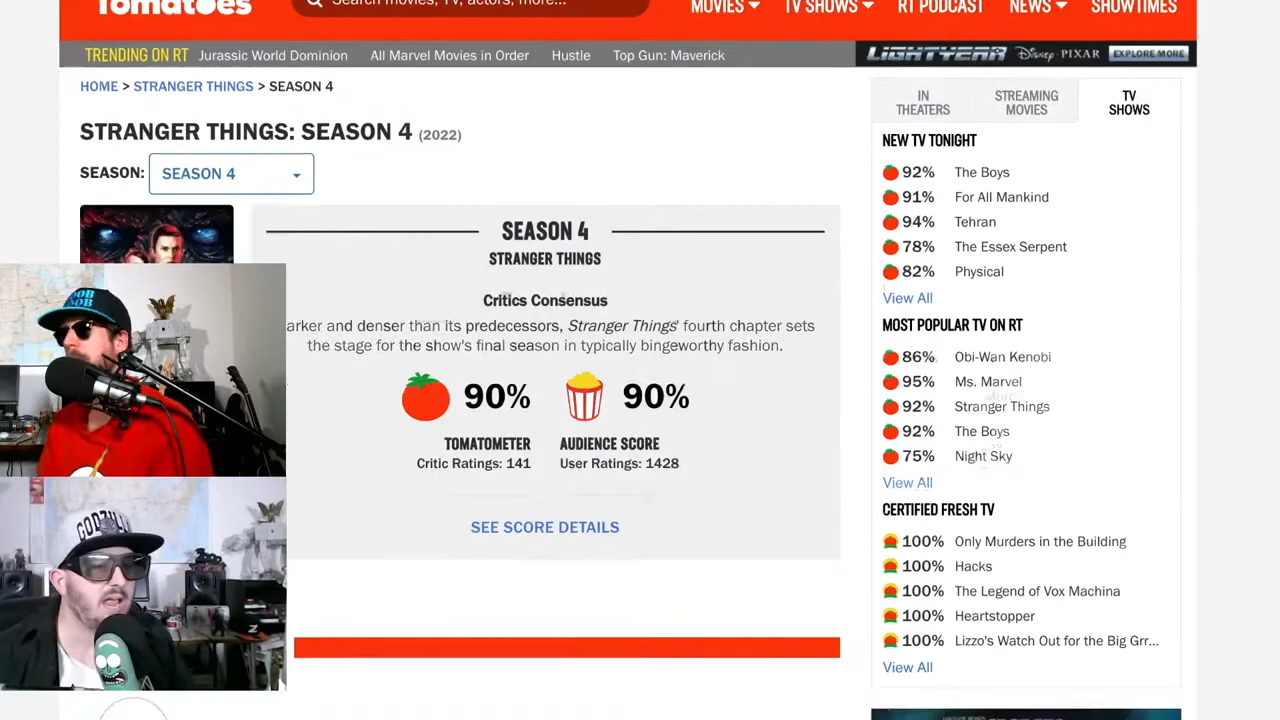 Tomatoes
Search movies, TV, actors, more...
MOVIES
TV SHOWS
RT PODCAST
NEWS
SHOWTIMES
TRENDING ON RT
Jurassic World Dominion
All Marvel Movies in Order
Hustle
Top Gun: Maverick
LIGHTYEAR
Disney · PIXAR
EXPLORE MORE
HOME > STRANGER THINGS > SEASON 4
STRANGER THINGS: SEASON 4 (2022)
SEASON:
SEASON 4
SEASON 4
STRANGER THINGS
Critics Consensus
arker and denser than its predecessors, Stranger Things' fourth chapter sets
the stage for the show's final season in typically bingeworthy fashion.
90%
90%
TOMATOMETER
AUDIENCE SCORE
Critic Ratings: 141
User Ratings: 1428
SEE SCORE DETAILS
IN
THEATERS
STREAMING
MOVIES
TV
SHOWS
NEW TV TONIGHT
92% The Boys
91% For All Mankind
94% Tehran
78% The Essex Serpent
82% Physical
View All
MOST POPULAR TV ON RT
86% Obi-Wan Kenobi
95% Ms. Marvel
92% Stranger Things
92% The Boys
75% Night Sky
View All
CERTIFIED FRESH TV
100% Only Murders in the Building
100% Hacks
100% The Legend of Vox Machina
100% Heartstopper
100% Lizzo's Watch Out for the Big Grr...
View All